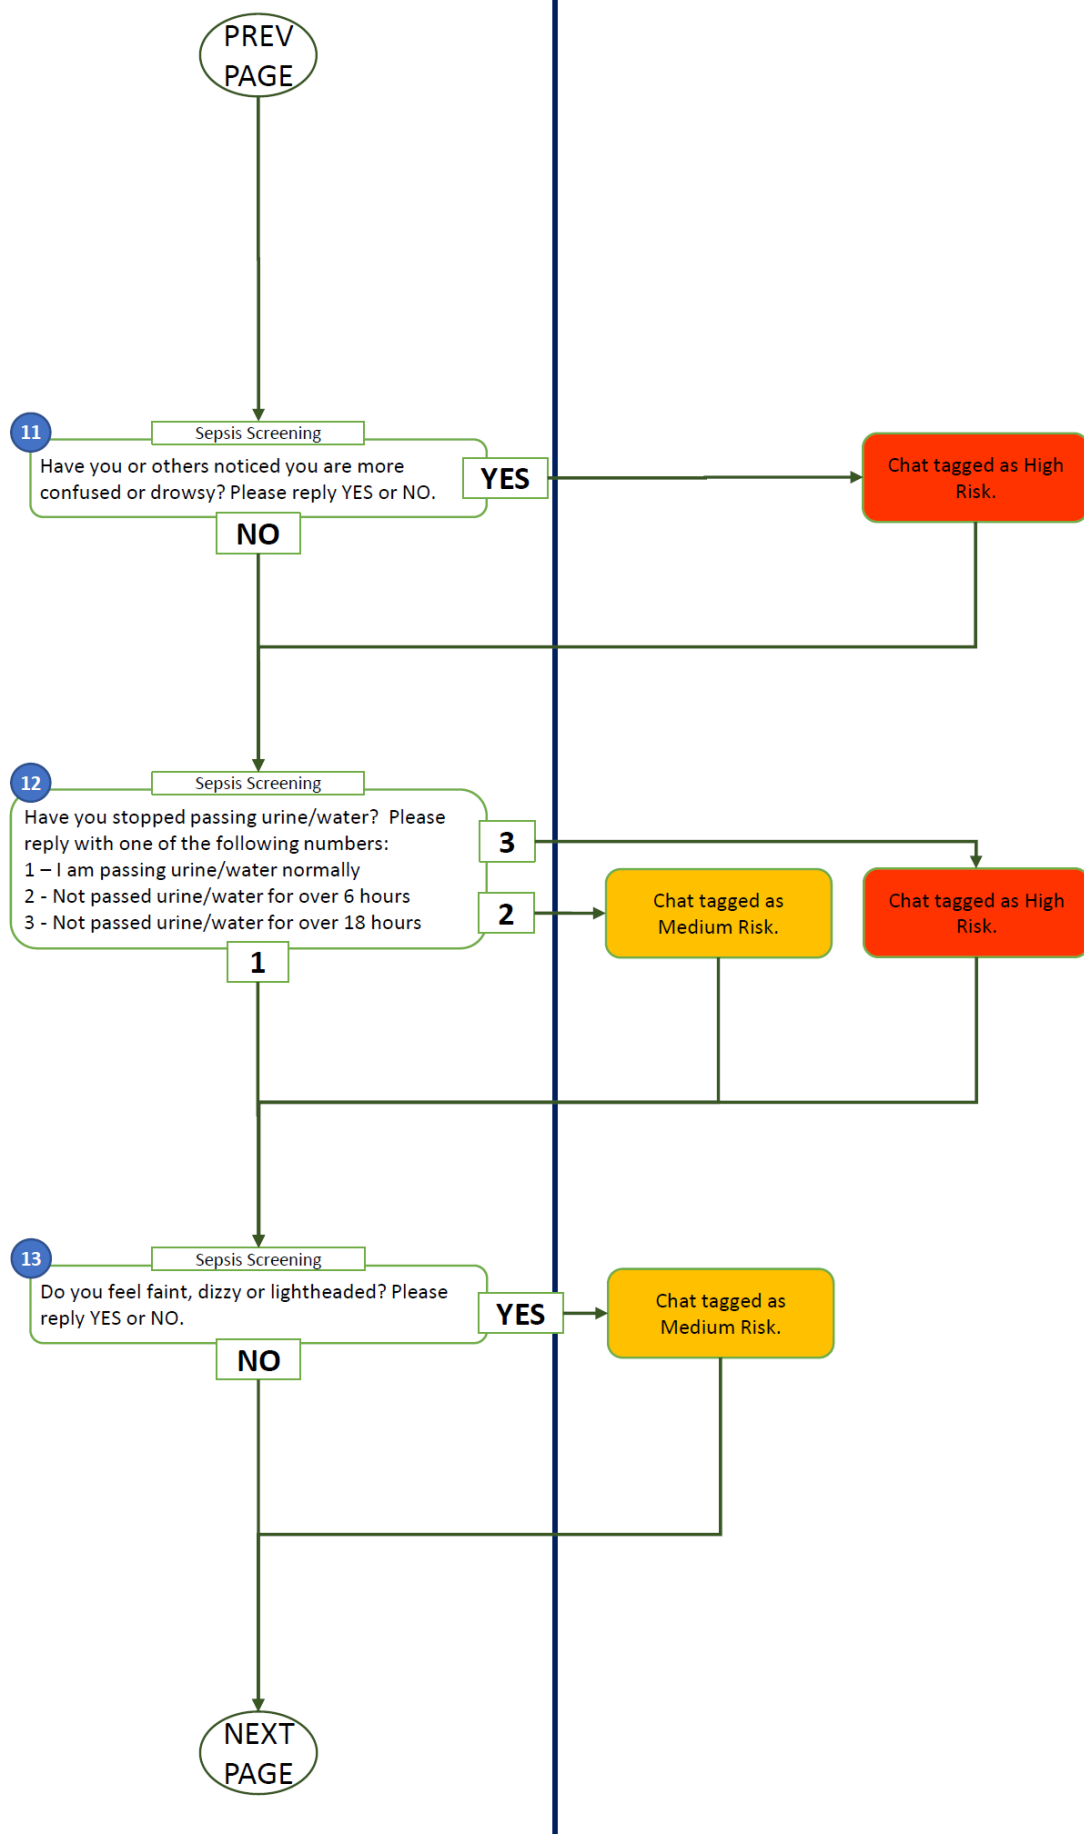 PREV
PAGE
11
Sepsis Screening
Have you or others noticed you are more
confused or drowsy? Please reply YES or NO.
YES
Chat tagged as High
Risk.
NO
12
Sepsis Screening
Have you stopped passing urine/water?  Please
reply with one of the following numbers:
1 – I am passing urine/water normally
2 - Not passed urine/water for over 6 hours
3 - Not passed urine/water for over 18 hours
3
2
Chat tagged as
Medium Risk.
Chat tagged as High
Risk.
1
13
Sepsis Screening
Do you feel faint, dizzy or lightheaded? Please
reply YES or NO.
YES
Chat tagged as
Medium Risk.
NO
NEXT
PAGE